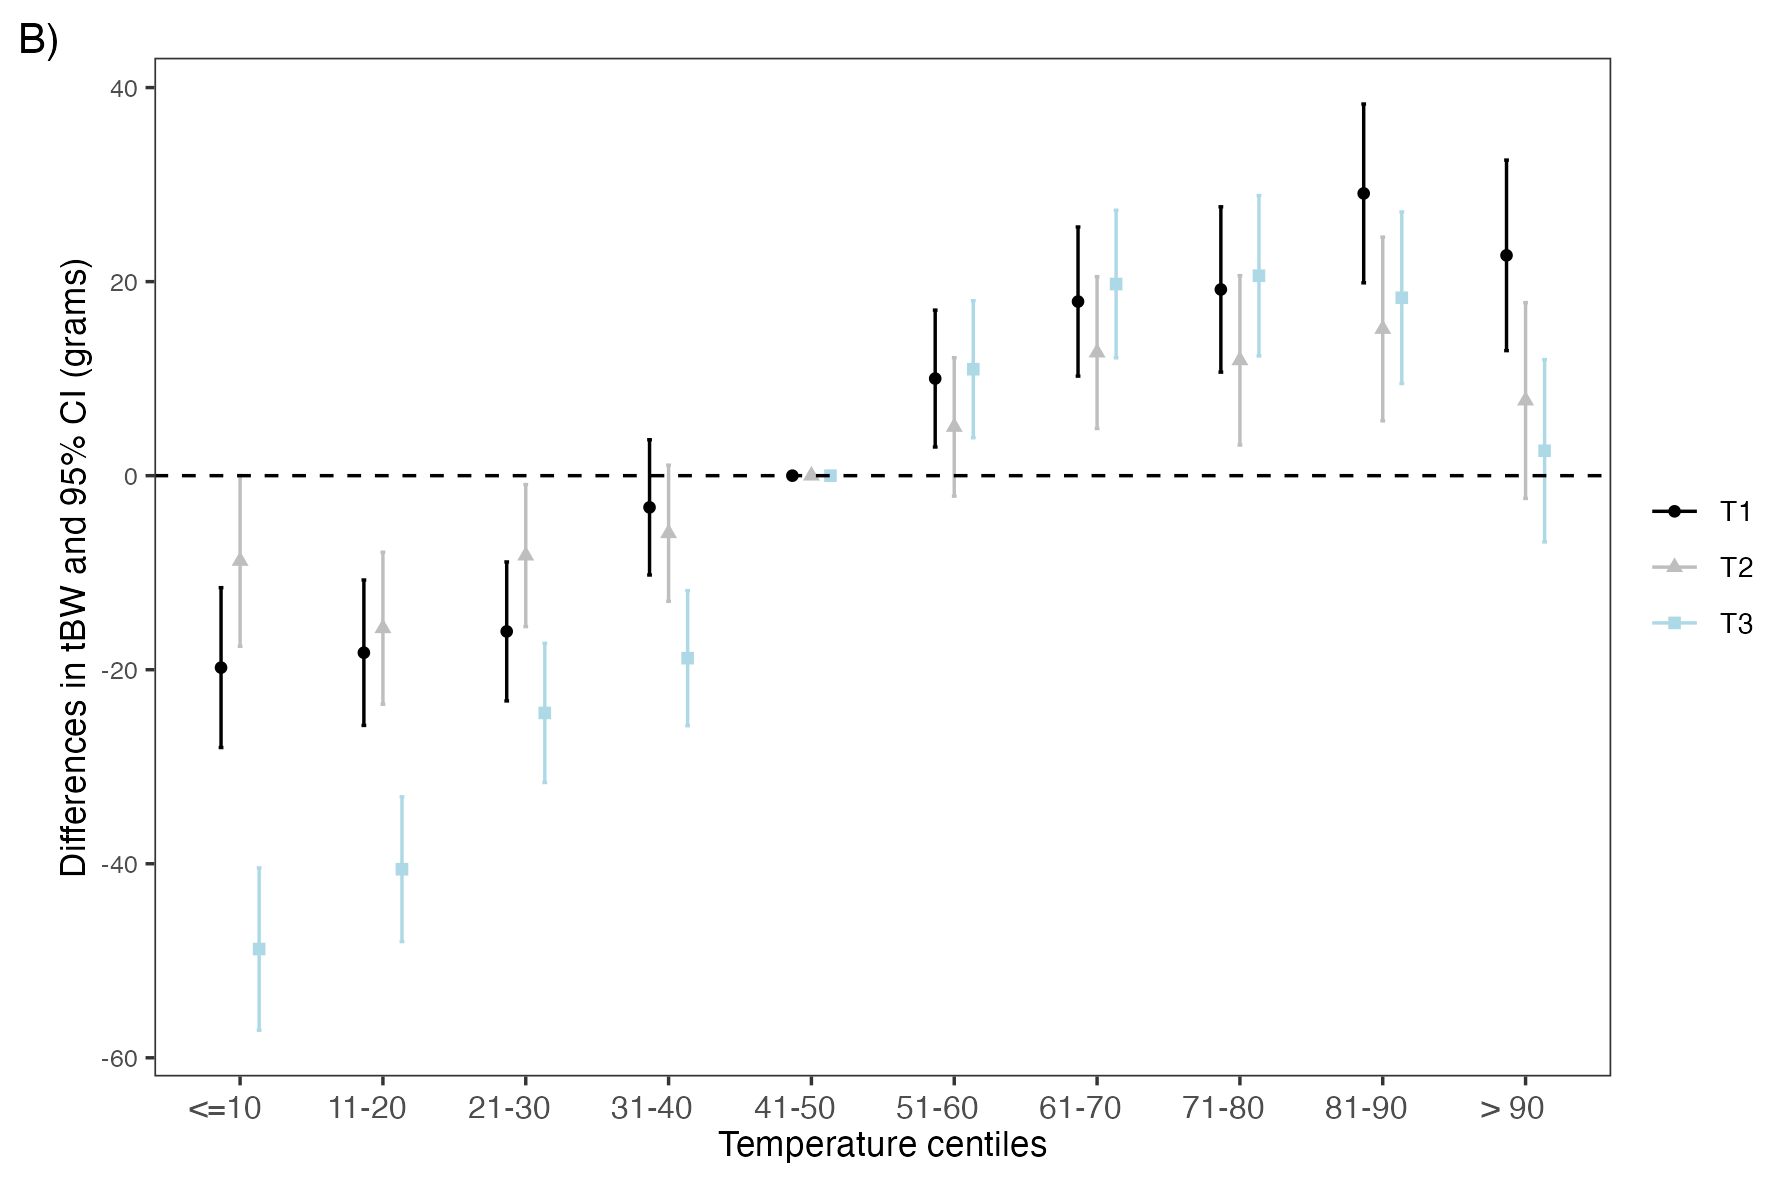 B)
Differences in tBW and 95% CI (grams)
40
20
0
-20
-40
-60
<=10 11-20 21-30 31-40 41-50 51-60 61-70 71-80 81-90 > 90
Temperature centiles
T1
T2
T3